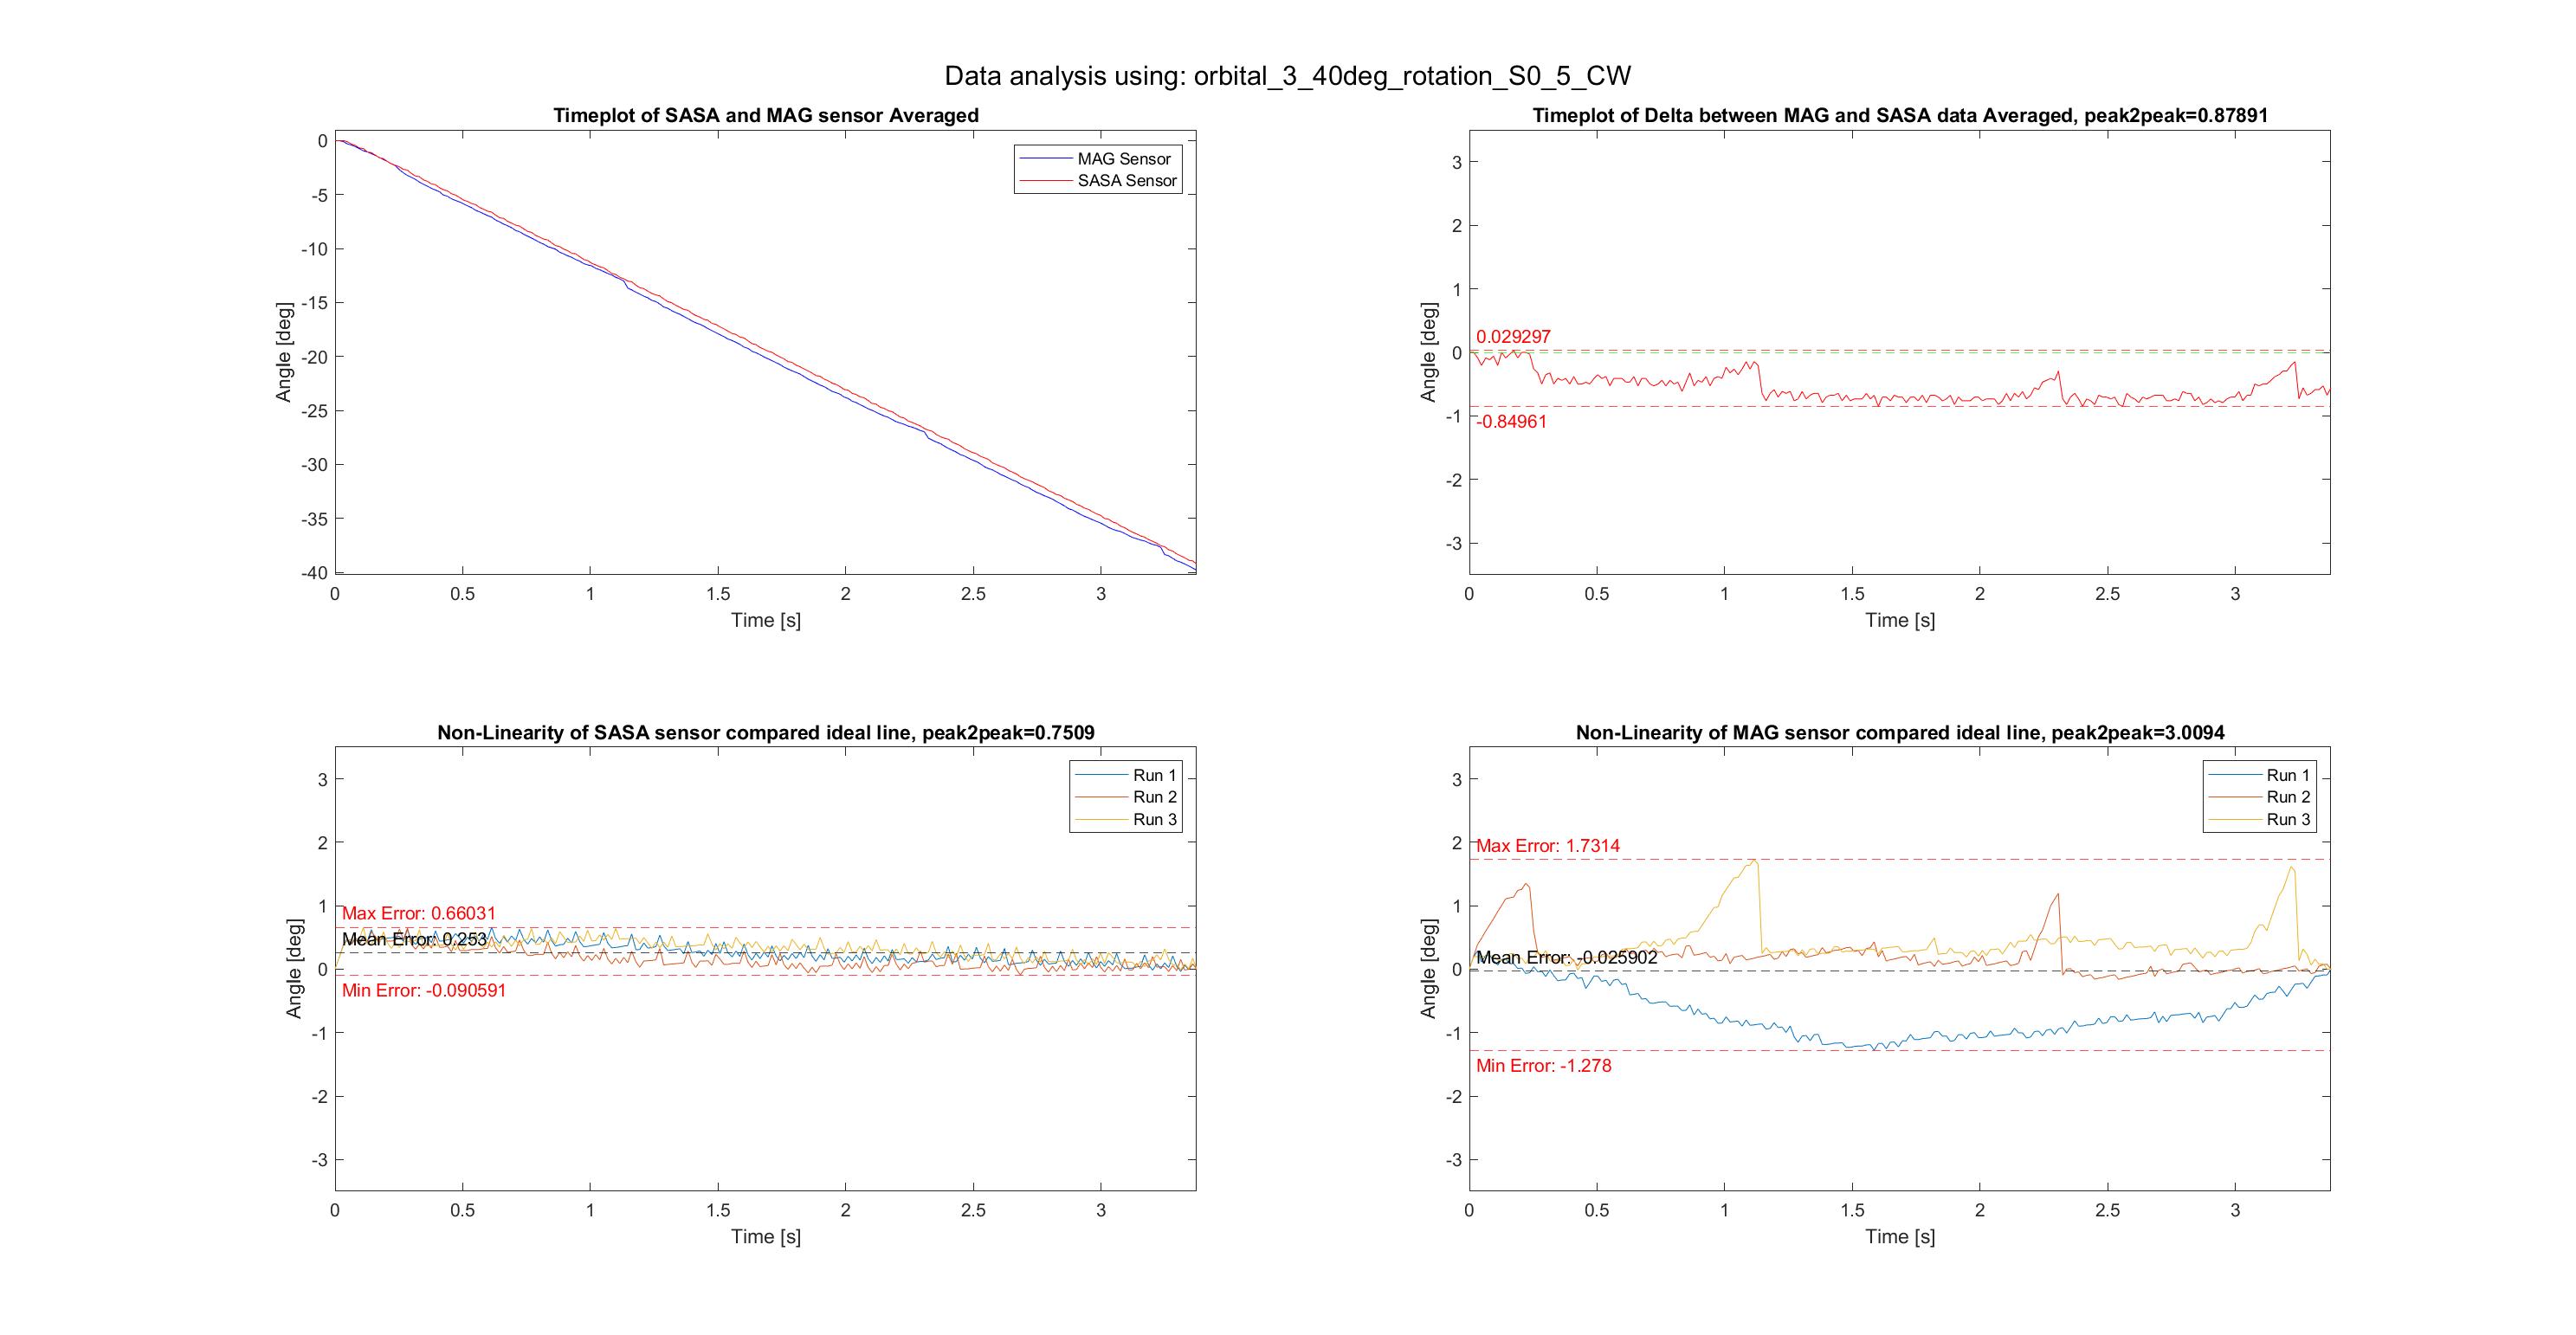 Data analysis using: orbital_3_40deg_rotation_S0_5_CW
Timeplot of SASA and MAG sensor Averaged
MAG Sensor
SASA Sensor
0
-5
-10
-15
-20
-25
-30
-35
-40
Angle [deg]
0 0.5 1 1.5 2 2.5 3
Time [s]
Timeplot of Delta between MAG and SASA data Averaged, peak2peak=0.87891
3
2
1
0
-1
-2
-3
Angle [deg]
0.029297
-0.84961
0 0.5 1 1.5 2 2.5 3
Time [s]
Non-Linearity of SASA sensor compared ideal line, peak2peak=0.7509
Run 1
Run 2
Run 3
3
2
1
0
-1
-2
-3
Angle [deg]
Max Error: 0.66031
Mean Error: 0.253
Min Error: -0.090591
0 0.5 1 1.5 2 2.5 3
Time [s]
Non-Linearity of MAG sensor compared ideal line, peak2peak=3.0094
Run 1
Run 2
Run 3
3
2
1
0
-1
-2
-3
Angle [deg]
Max Error: 1.7314
Mean Error: -0.025902
Min Error: -1.278
0 0.5 1 1.5 2 2.5 3
Time [s]